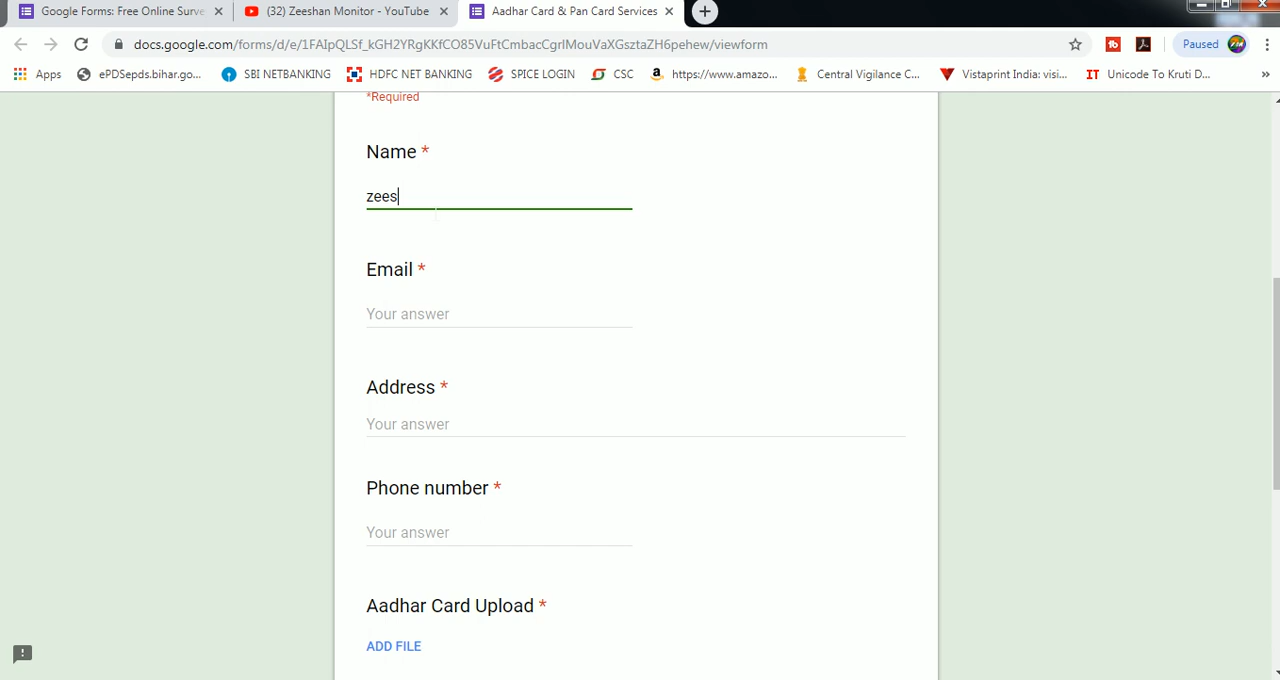 Google Forms: Free Online Surve
(32) Zeeshan Monitor - YouTube
Aadhar Card & Pan Card Services
docs.google.com/forms/d/e/1FAIpQLSf_kGH2YRgKKfCO85VuFtCmbacCgrlMouVaXGsztaZH6pehew/viewform
Paused
Apps
ePDSepds.bihar.go...
SBI NETBANKING
HDFC NET BANKING
SPICE LOGIN
CSC
https://www.amazo...
Central Vigilance C...
Vistaprint India: visi...
IT Unicode To Kruti D...
*Required
Name *
zees
Email *
Your answer
Address *
Your answer
Phone number *
Your answer
Aadhar Card Upload *
ADD FILE